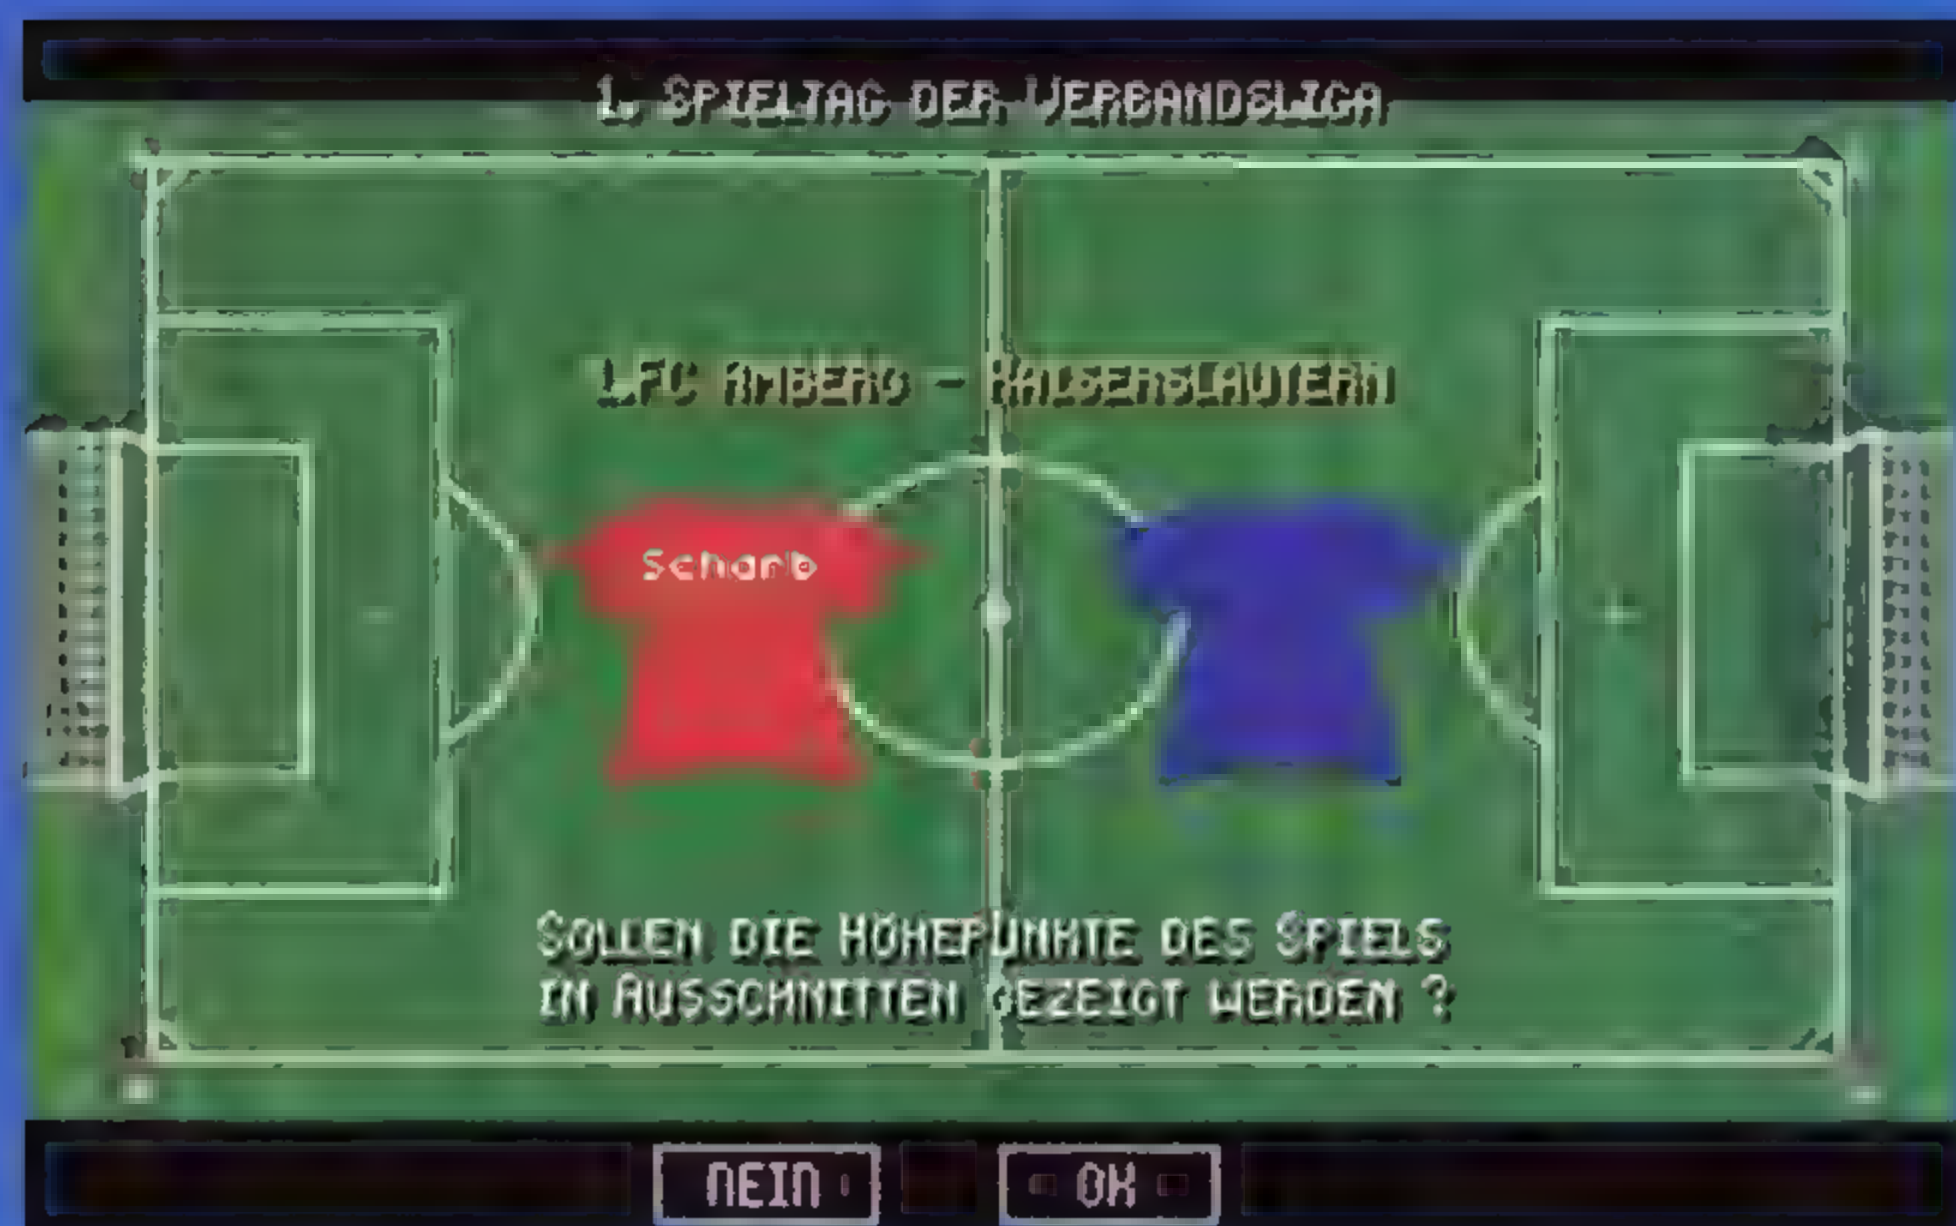 1. SPIELTAG DER VERBANDSLIGA
1.FC AMBERG - KAISERSLAUTERN
SOLLEN DIE HÖHEPUNKTE DES SPIELS
IN AUSSCHNITTEN GEZEIGT WERDEN ?
NEIN
OK